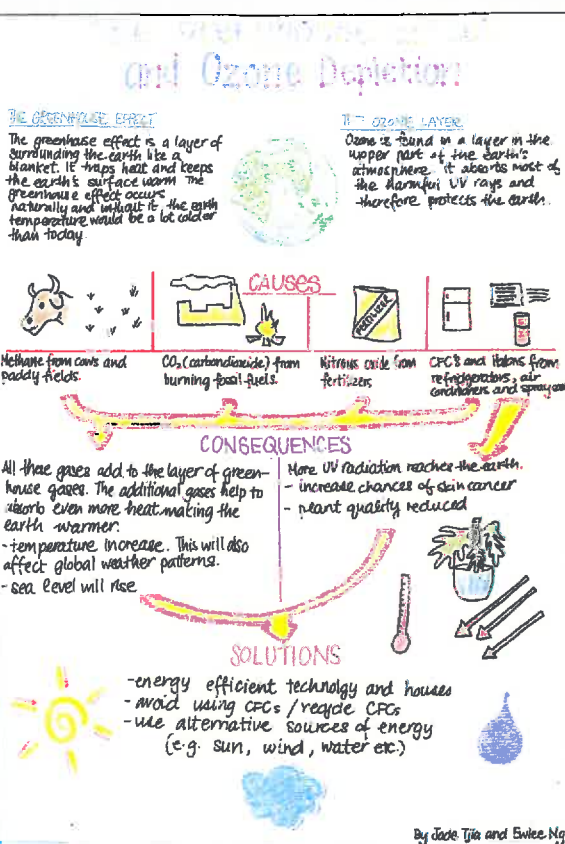 and Ozone Depletion
THE GREENHOUSE EFFECT
The greenhouse effect is a layer of
surrounding the earth like a
blanket. It traps heat and keeps
the earth's surface warm The
greenhouse effect occurs
naturally and without it, the earth
temperature would be a lot colder
than today.
OZONE LAYER
Ozone is found in a layer in the
upper part of the Earth's
atmosphere. it absorbs most of
the harmful UV rays and
therefore protects the earth.
CAUSES
Methane from cows and
paddy fields.
CO₂ (carbondioxide) from
burning fossil fuels.
Nitrous oxide from
fertilizers
CFC's and Halons from
refridgerators, air
conditioners and spray
CONSEQUENCES
All these gases add to the layer of green-
house gases. The additional gases help to
absorb even more heat making the
earth warmer.
- temperature increase. This will also
affect global weather patterns.
- sea level will rise
More UV radiation reaches the earth.
- increase chances of skin cancer
- plant quality reduced
SOLUTIONS
- energy efficient technolgy and houses
- avoid using CFCs / recycle CFCs
- use alternative sources of energy
(e.g. sun, wind, water etc.)
By Jade Tjia and Ng